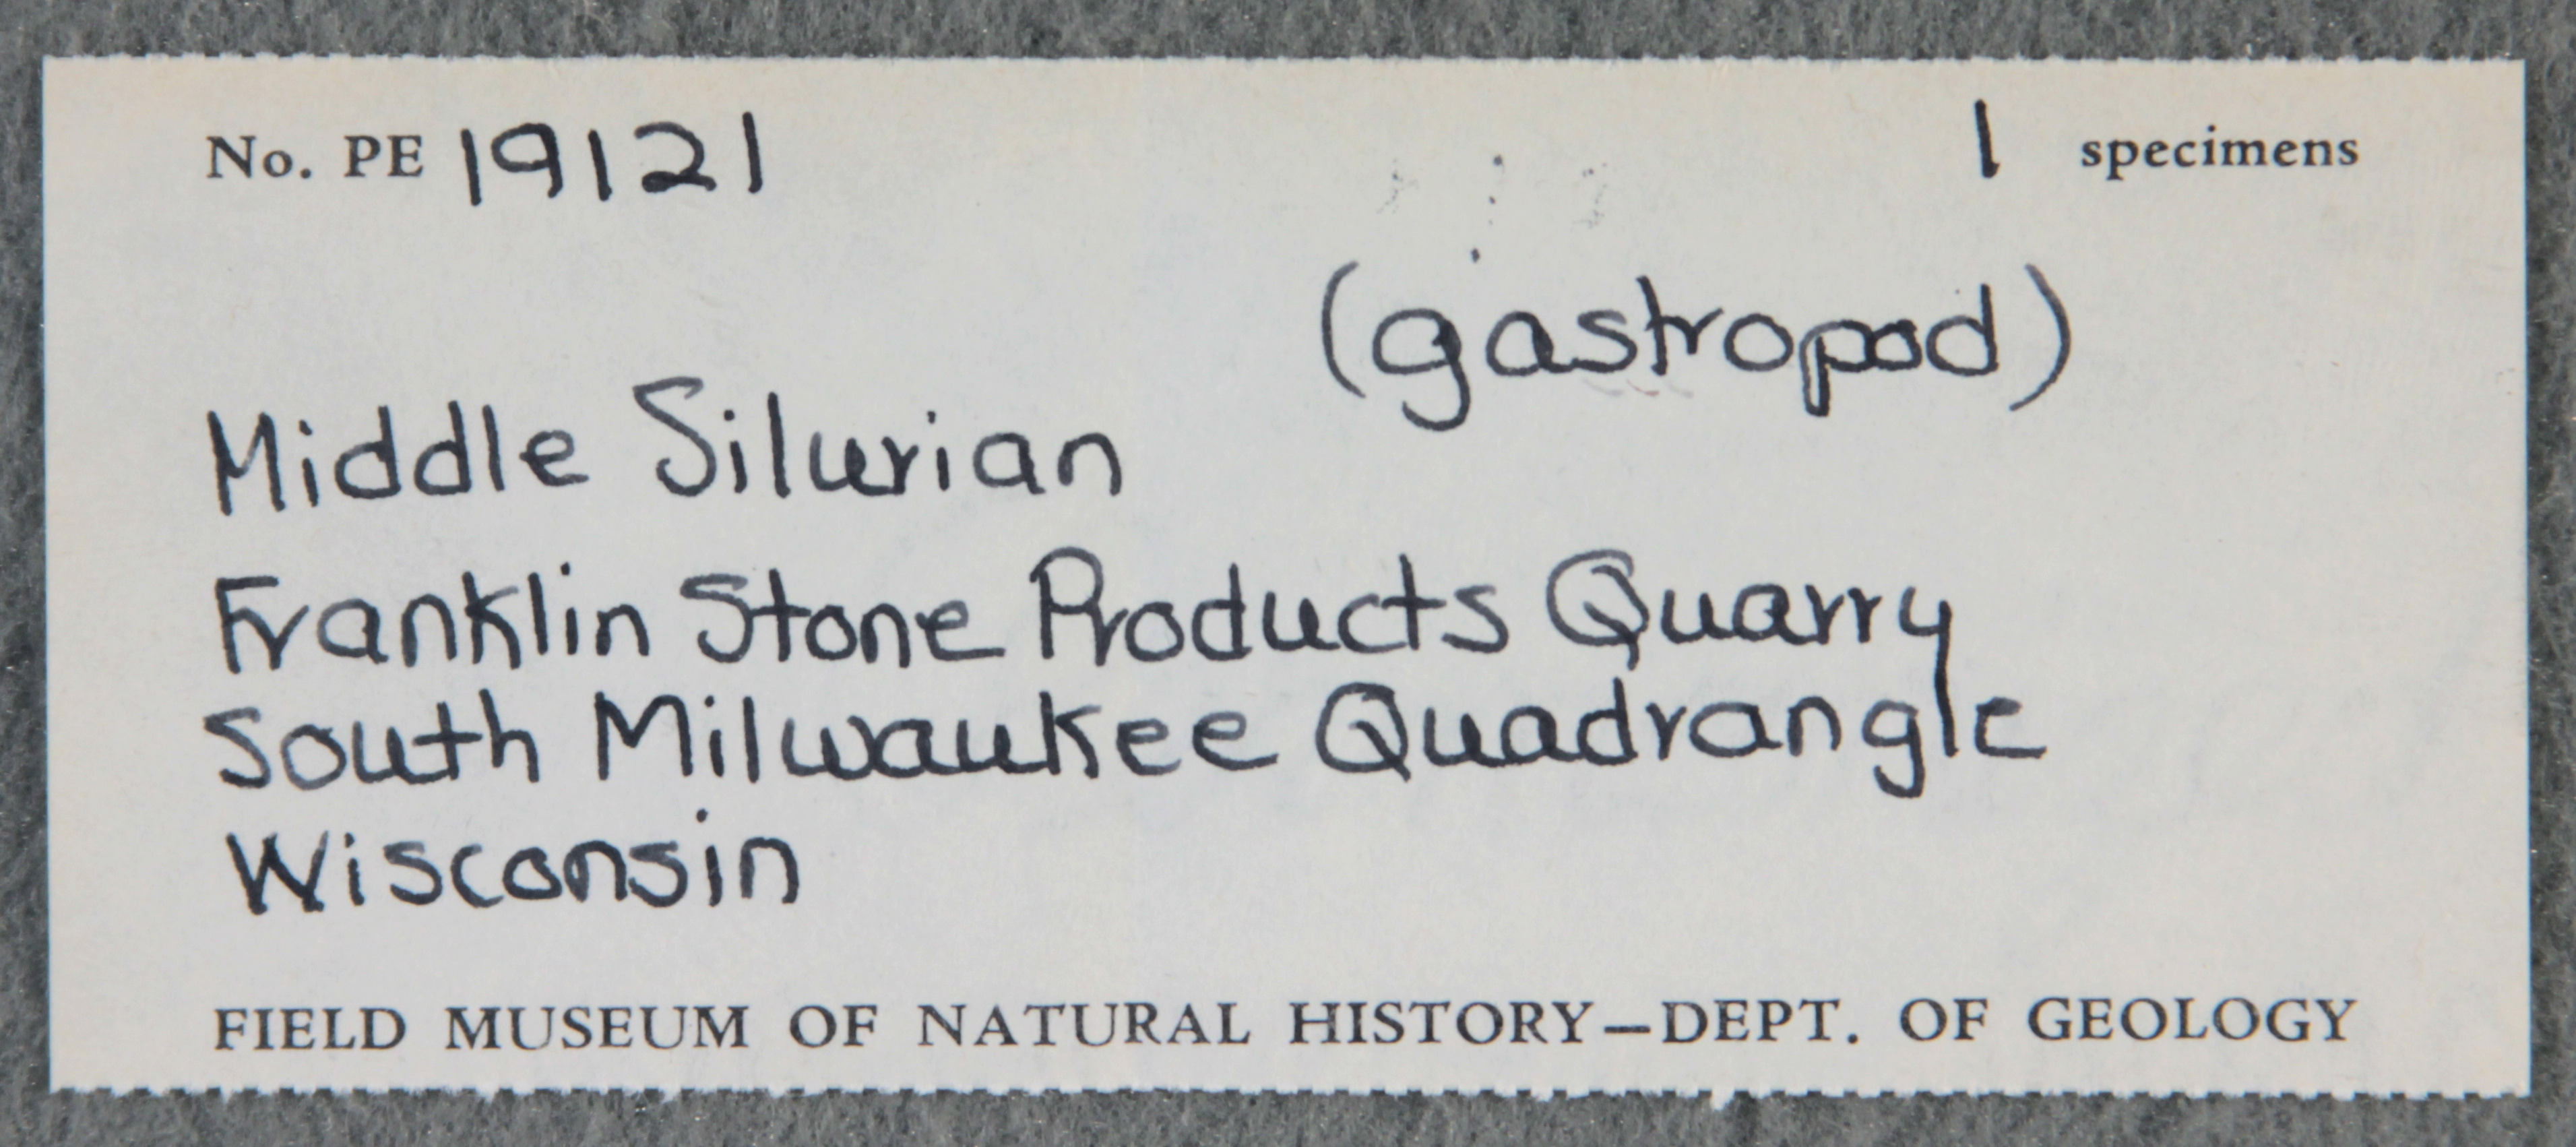 No. PE 19121 1 specimens
(gastropod)
Middle Silurian
Franklin Stone Products Quarry
South Milwaukee Quadrangle
Wisconsin
FIELD MUSEUM OF NATURAL HISTORY—DEPT. OF GEOLOGY